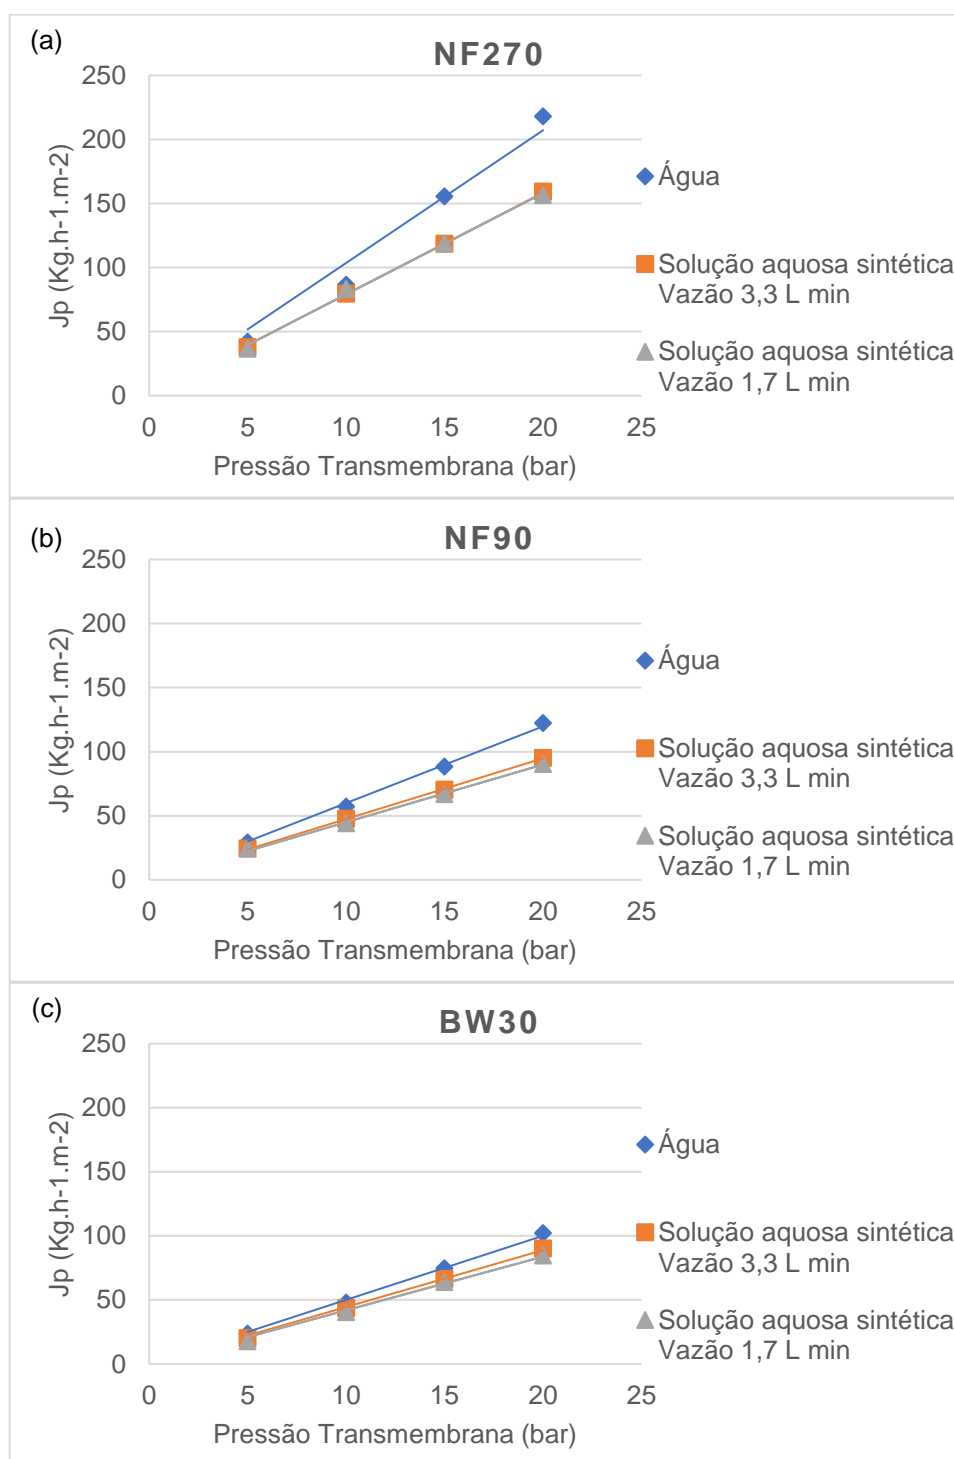 (a)
NF270
250
200
150
100
50
0
0 5 10 15 20 25
Jp (Kg.h-1.m-2)
Pressão Transmembrana (bar)
Água
Solução aquosa sintética
Vazão 3,3 L min
Solução aquosa sintética
Vazão 1,7 L min
(b)
NF90
250
200
150
100
50
0
0 5 10 15 20 25
Jp (Kg.h-1.m-2)
Pressão Transmembrana (bar)
Água
Solução aquosa sintética
Vazão 3,3 L min
Solução aquosa sintética
Vazão 1,7 L min
(c)
BW30
250
200
150
100
50
0
0 5 10 15 20 25
Jp (Kg.h-1.m-2)
Pressão Transmembrana (bar)
Água
Solução aquosa sintética
Vazão 3,3 L min
Solução aquosa sintética
Vazão 1,7 L min